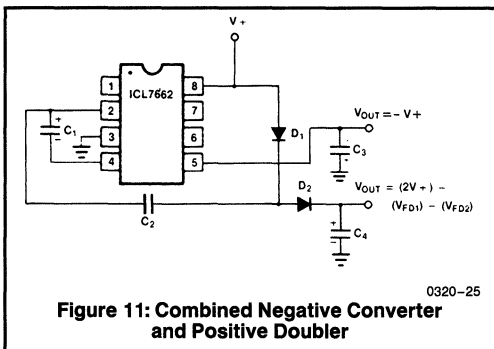 V+
1 ICL7662 8
2 7
3 6
4 5
+
-
C1
D1
VOUT = - V+
C3
D2
VOUT = (2V +) -
(VFD1) - (VFD2)
C2
+
-
C4
0320-25
Figure 11: Combined Negative Converter
and Positive Doubler